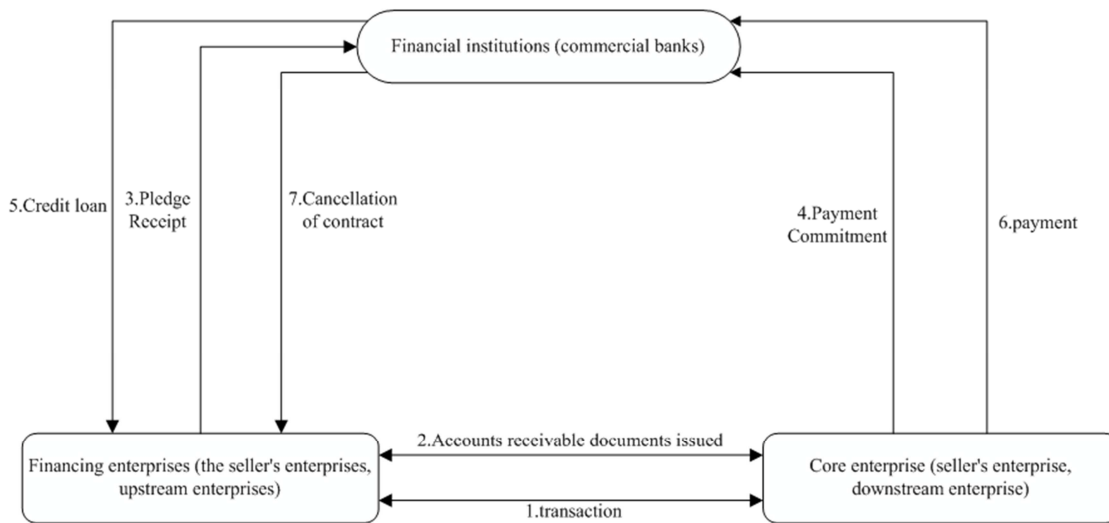 Financial institutions (commercial banks)
5.Credit loan
3.Pledge
Receipt
7.Cancellation
of contract
4.Payment
Commitment
6.payment
2.Accounts receivable documents issued
Financing enterprises (the seller's enterprises,
upstream enterprises)
Core enterprise (seller's enterprise,
downstream enterprise)
1.transaction